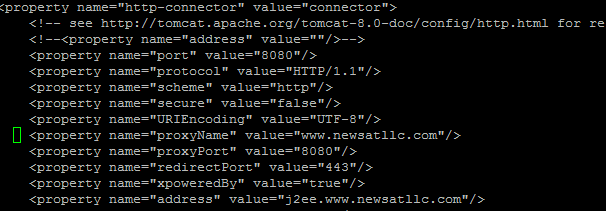 <property name="http-connector" value="connector">
<!-- see http://tomcat.apache.org/tomcat-8.0-doc/config/http.html for re
<!--<property name="address" value=""/>-->
<property name="port" value="8080"/>
<property name="protocol" value="HTTP/1.1"/>
<property name="scheme" value="http"/>
<property name="secure" value="false"/>
<property name="URIEncoding" value="UTF-8"/>
<property name="proxyName" value="www.newsatllc.com"/>
<property name="proxyPort" value="8080"/>
<property name="redirectPort" value="443"/>
<property name="xpoweredBy" value="true"/>
<property name="address" value="j2ee.www.newsatllc.com"/>